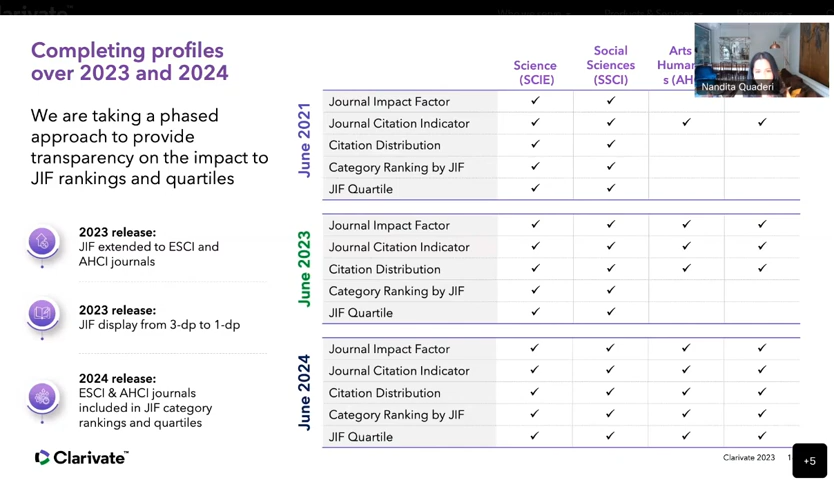 Clarivate™
Completing profiles
over 2023 and 2024
We are taking a phased
approach to provide
transparency on the impact to
JIF rankings and quartiles
2023 release:
JIF extended to ESCI and
AHCI journals
2023 release:
JIF display from 3-dp to 1-dp
2024 release:
ESCI & AHCI journals
included in JIF category
rankings and quartiles
Clarivate™
Science
(SCIE)
Social
Sciences
(SSCI)
Arts
Human
s (AH
Nandita Quaderi
June 2021
Journal Impact Factor ✓ ✓
Journal Citation Indicator ✓ ✓ ✓ ✓
Citation Distribution ✓ ✓
Category Ranking by JIF ✓ ✓
JIF Quartile ✓ ✓
June 2023
Journal Impact Factor ✓ ✓ ✓ ✓
Journal Citation Indicator ✓ ✓ ✓ ✓
Citation Distribution ✓ ✓ ✓ ✓
Category Ranking by JIF ✓ ✓
JIF Quartile ✓ ✓
June 2024
Journal Impact Factor ✓ ✓ ✓ ✓
Journal Citation Indicator ✓ ✓ ✓ ✓
Citation Distribution ✓ ✓ ✓ ✓
Category Ranking by JIF ✓ ✓ ✓ ✓
JIF Quartile ✓ ✓ ✓ ✓
Clarivate 2023
+5